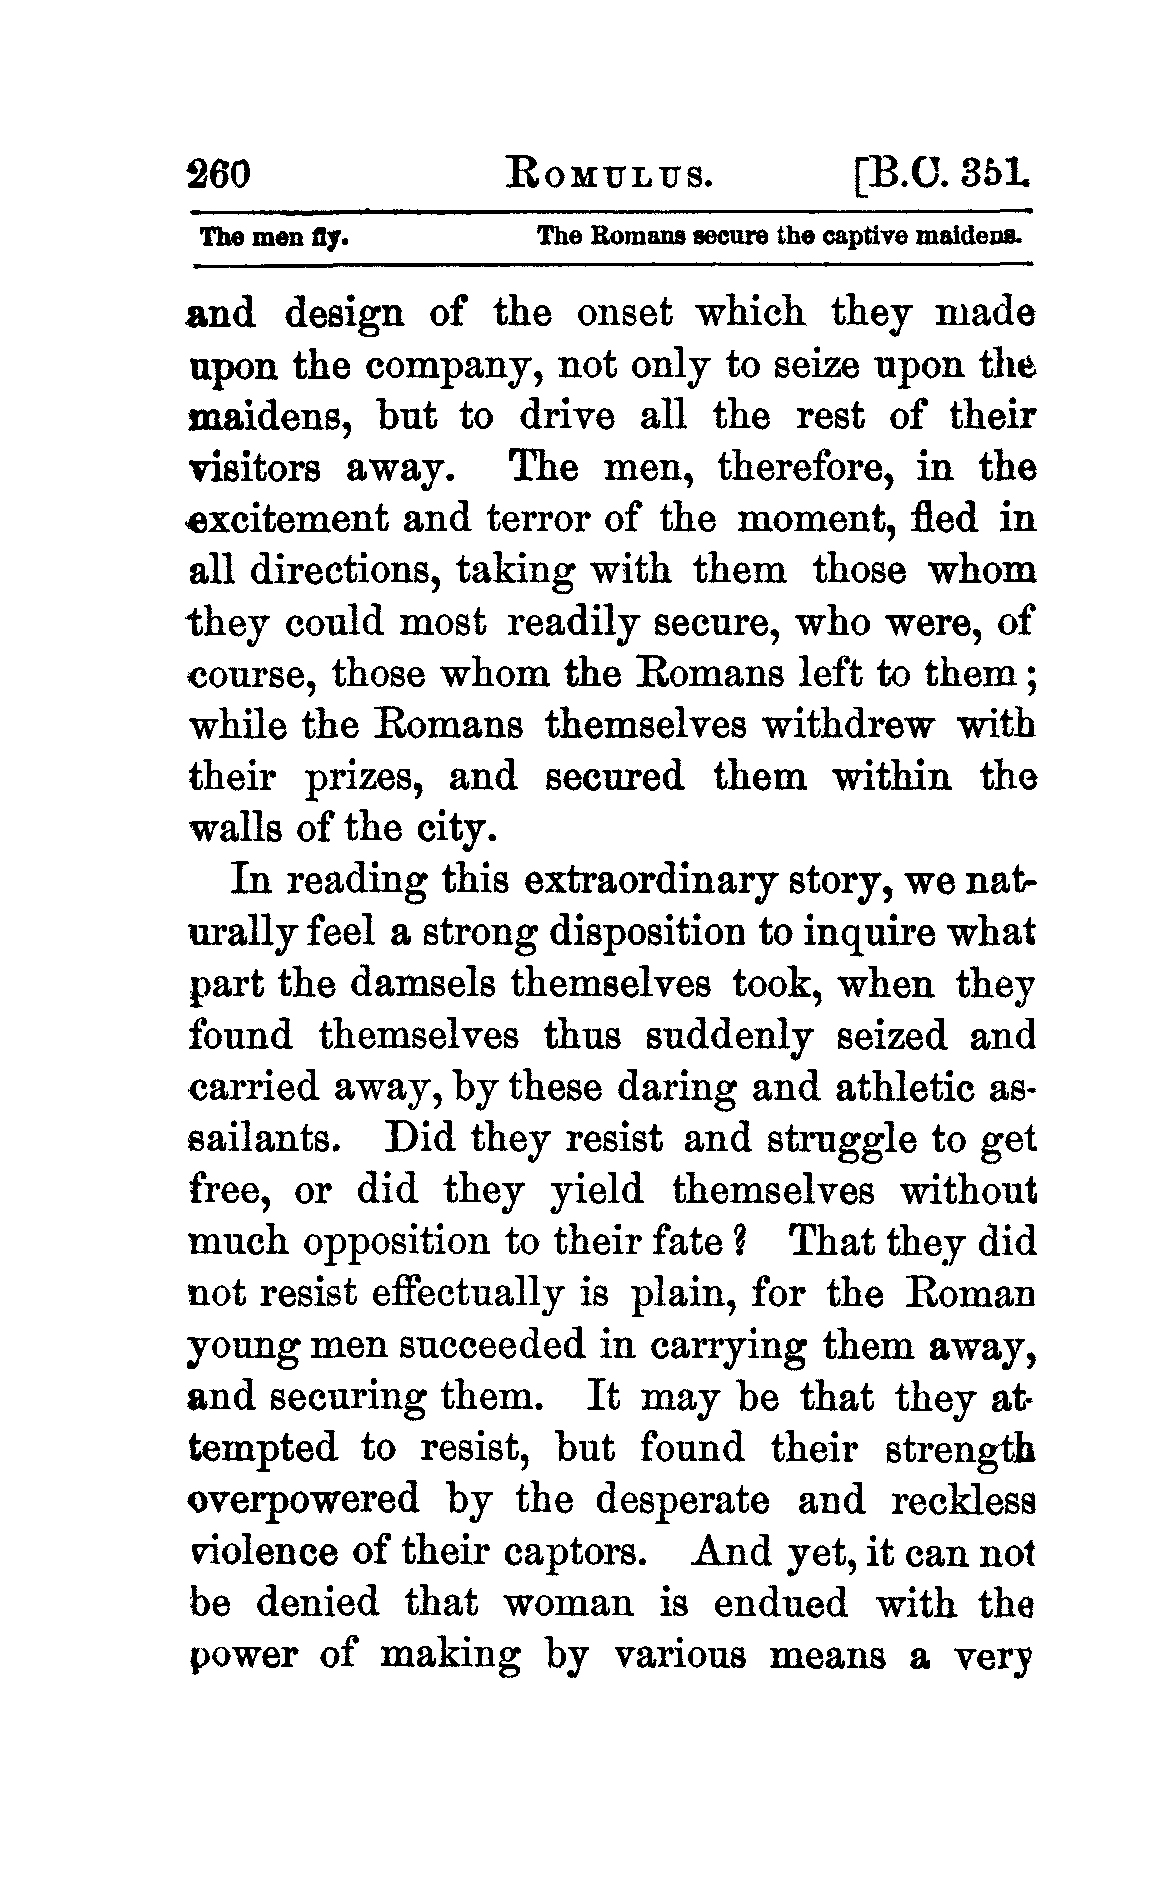 260 ROMULUS. [B.C. 351.
The men fly. The Romans secure the captive maidens.
and design of the onset which they made
upon the company, not only to seize upon the
maidens, but to drive all the rest of their
visitors away. The men, therefore, in the
excitement and terror of the moment, fled in
all directions, taking with them those whom
they could most readily secure, who were, of
course, those whom the Romans left to them;
while the Romans themselves withdrew with
their prizes, and secured them within the
walls of the city.
In reading this extraordinary story, we nat-
urally feel a strong disposition to inquire what
part the damsels themselves took, when they
found themselves thus suddenly seized and
carried away, by these daring and athletic as-
sailants. Did they resist and struggle to get
free, or did they yield themselves without
much opposition to their fate? That they did
not resist effectually is plain, for the Roman
young men succeeded in carrying them away,
and securing them. It may be that they at-
tempted to resist, but found their strength
overpowered by the desperate and reckless
violence of their captors. And yet, it can not
be denied that woman is endued with the
power of making by various means a very